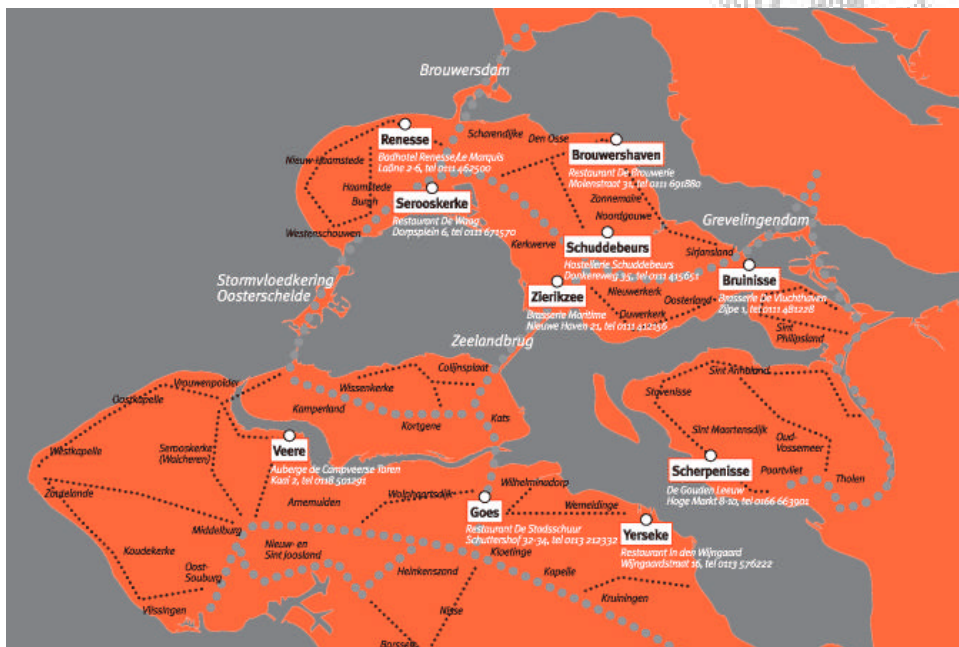 Brouwersdam
Renesse
Badhotel Renesse/Le Marquis
Laône 2-6, tel 0111 462500
Scharendijke
Den Osse
Brouwershaven
Restaurant De Brouwerie
Molenstraat 31, tel 0111 691880
Nieuw-Haamstede
Haamstede
Burgh
Serooskerke
Restaurant De Waag
Dorpsplein 6, tel 0111 671570
Westenschouwen
Zonnemaire
Noordgouwe
Grevelingendam
Kerkwerve
Schuddebeurs
Hostellerie Schuddebeurs
Donkereweg 35, tel 0111 415651
Sirjansland
Bruinisse
Brasserie De Vluchthaven
Zijpe 1, tel 0111 481228
Stormvloedkering
Oosterschelde
Zierikzee
Brasserie Maritime
Nieuwe Haven 21, tel 0111 412156
Nieuwerkerk
Ouwerkerk
Oosterland
Sint
Philipsland
Zeelandbrug
Colijnsplaat
Vrouwenpolder
Wissenkerke
Oostkapelle
Kamperland
Kortgene
Kats
Stavenisse
Sint Annaland
Sint Maartensdijk
Oud-
Vossemeer
Westkapelle
Serooskerke
(Walcheren)
Veere
Auberge de Campveerse Toren
Kaai 2, tel 0118 501291
Scherpenisse
De Gouden Leeuw
Hoge Markt 8-10, tel 0166 663901
Poortvliet
Tholen
Zoutelande
Arnemuiden
Wolphaartsdijk
Wilhelminadorp
Goes
Restaurant De Stadsschuur
Schuttershof 32-34, tel 0113 212332
Wemeldinge
Yerseke
Restaurant In den Wijngaard
Wijngaardstraat 16, tel 0113 576222
Middelburg
Koudekerke
Nieuw- en
Sint Joosland
Oost-
Souburg
Heinkenszand
Kloetinge
Kapelle
Kruiningen
Vlissingen
Nisse
Borssen